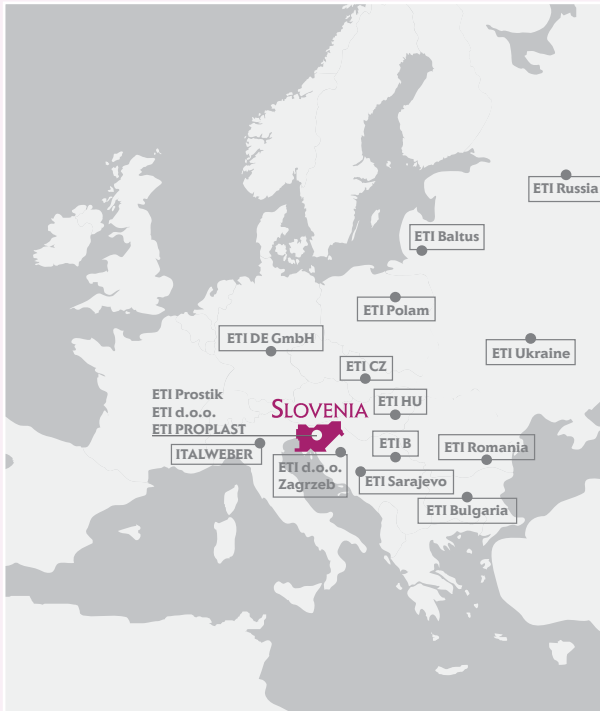 ETI Russia
ETI Baltus
ETI Polam
ETI DE GmbH
ETI Ukraine
ETI CZ
ETI Prostik
ETI d.o.o.
ETI PROPLAST
SLOVENIA
ETI HU
ITALWEBER
ETI B
ETI Romania
ETI d.o.o.
Zagrzeb
ETI Sarajevo
ETI Bulgaria